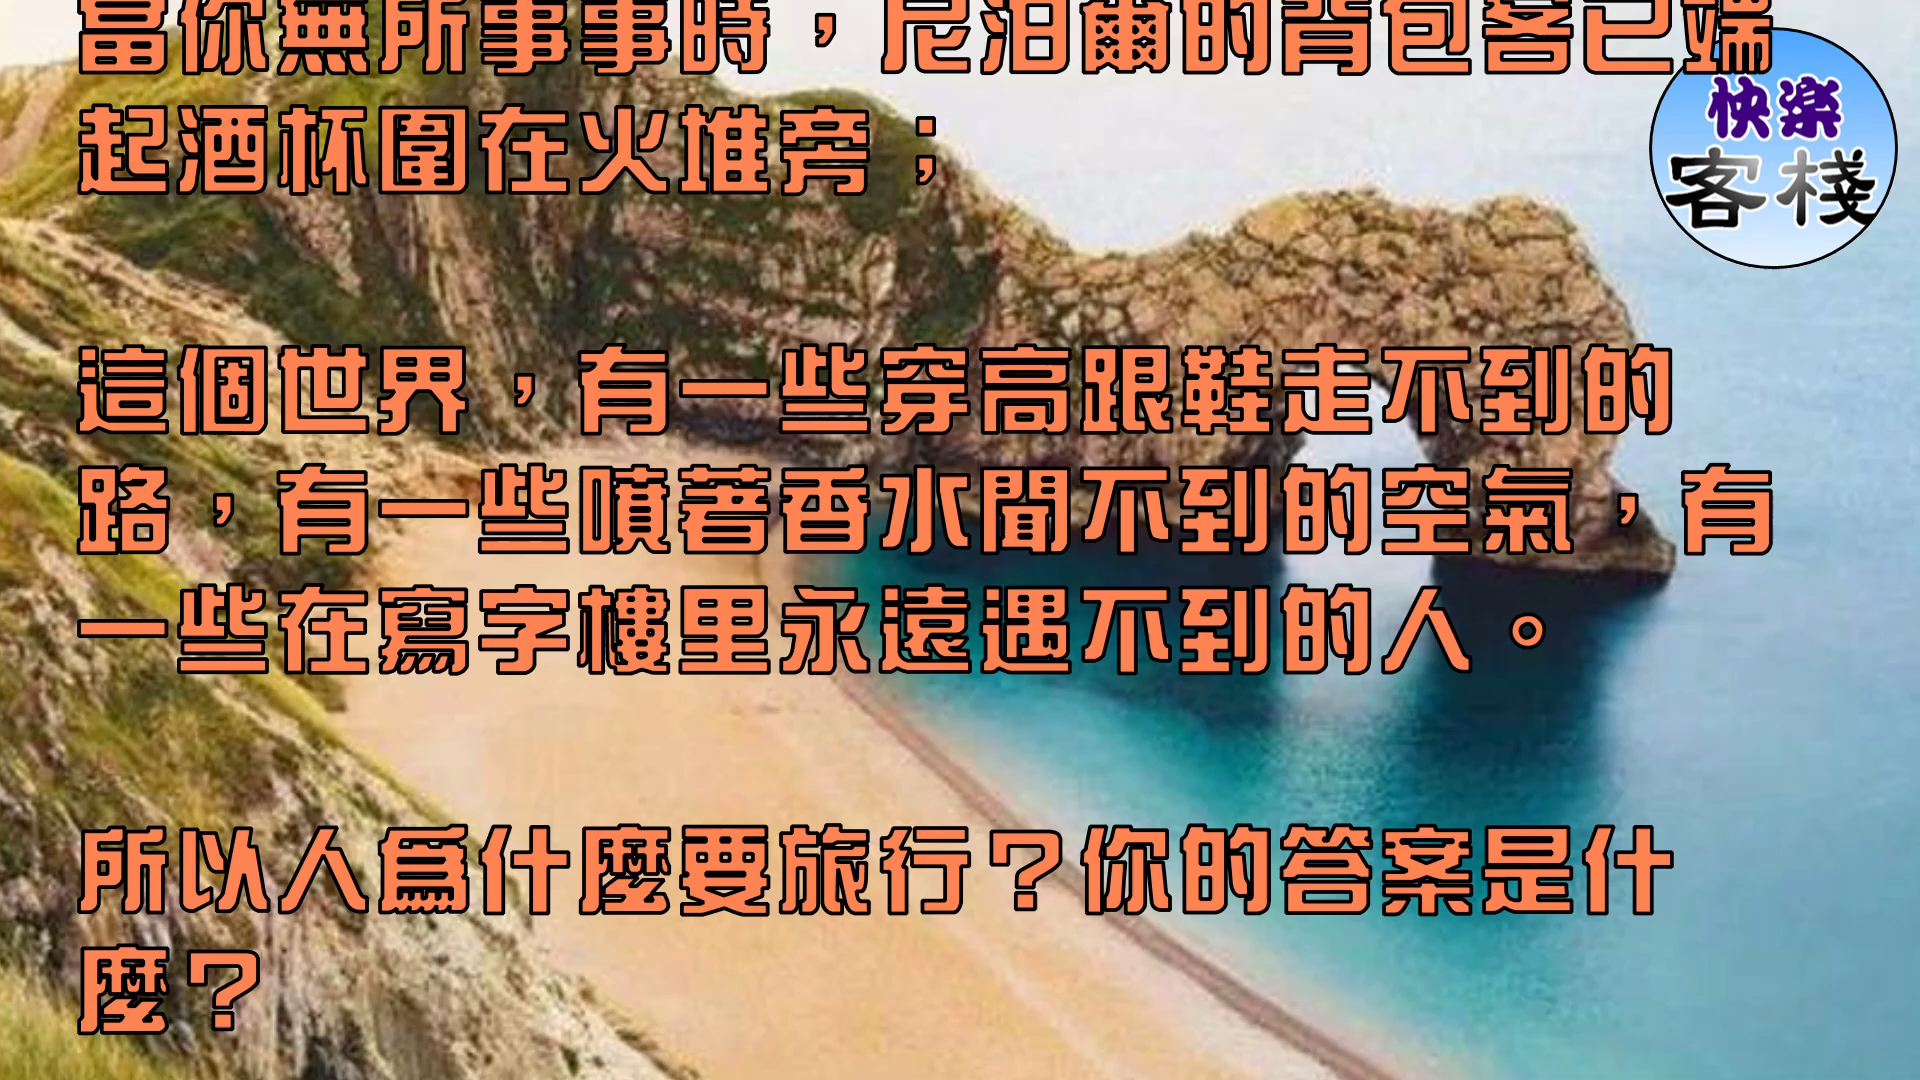 當你無所事事時，尼泊爾的背包客已端
起酒杯圍在火堆旁；
這個世界，有一些穿高跟鞋走不到的
路，有一些噴著香水聞不到的空氣，有
一些在寫字樓里永遠遇不到的人。
所以人為什麼要旅行？你的答案是什
麼？
快樂
客棧